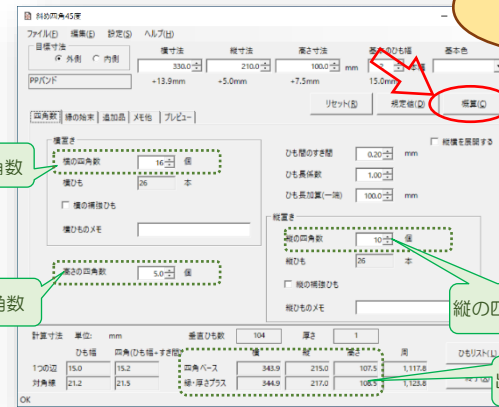 斜め四角45度
ファイル(F) 編集(E) 設定(S) ヘルプ(H)
目標寸法 横寸法 縦寸法 高さ寸法 基本のひも幅 基本色
外側 内側 330.0 210.0 100.0 mm
PPバンド +13.9mm +5.0mm +7.5mm 15.0mm
リセット(R) 規定値(D) 概算(C)
四角数 縁の始末 追加品 メモ他 プレビュー
横置き 縦横を展開する
角数 横の四角数 16 個 ひも間のすき間 0.20 mm
横ひも 26 本 ひも長係数 1.00
横の補強ひも ひも長加算(一端) 100.0 mm
横ひものメモ
縦置き
縦の四角数 10 個
高さの四角数 5.0 個 縦ひも 26 本
縦の補強ひも
角数 縦ひものメモ 縦の四
計算寸法 単位: mm 垂直ひも数 104 厚さ 1
ひも幅 四角(ひも幅+すき間) 横 縦 高さ 周 ひもリスト(L)
1つの辺 15.0 15.2 四角ベース 343.9 215.0 107.5 1,117.8
対角線 21.2 21.5 縁・厚さプラス 344.9 217.0 108.5 1,123.8
OK